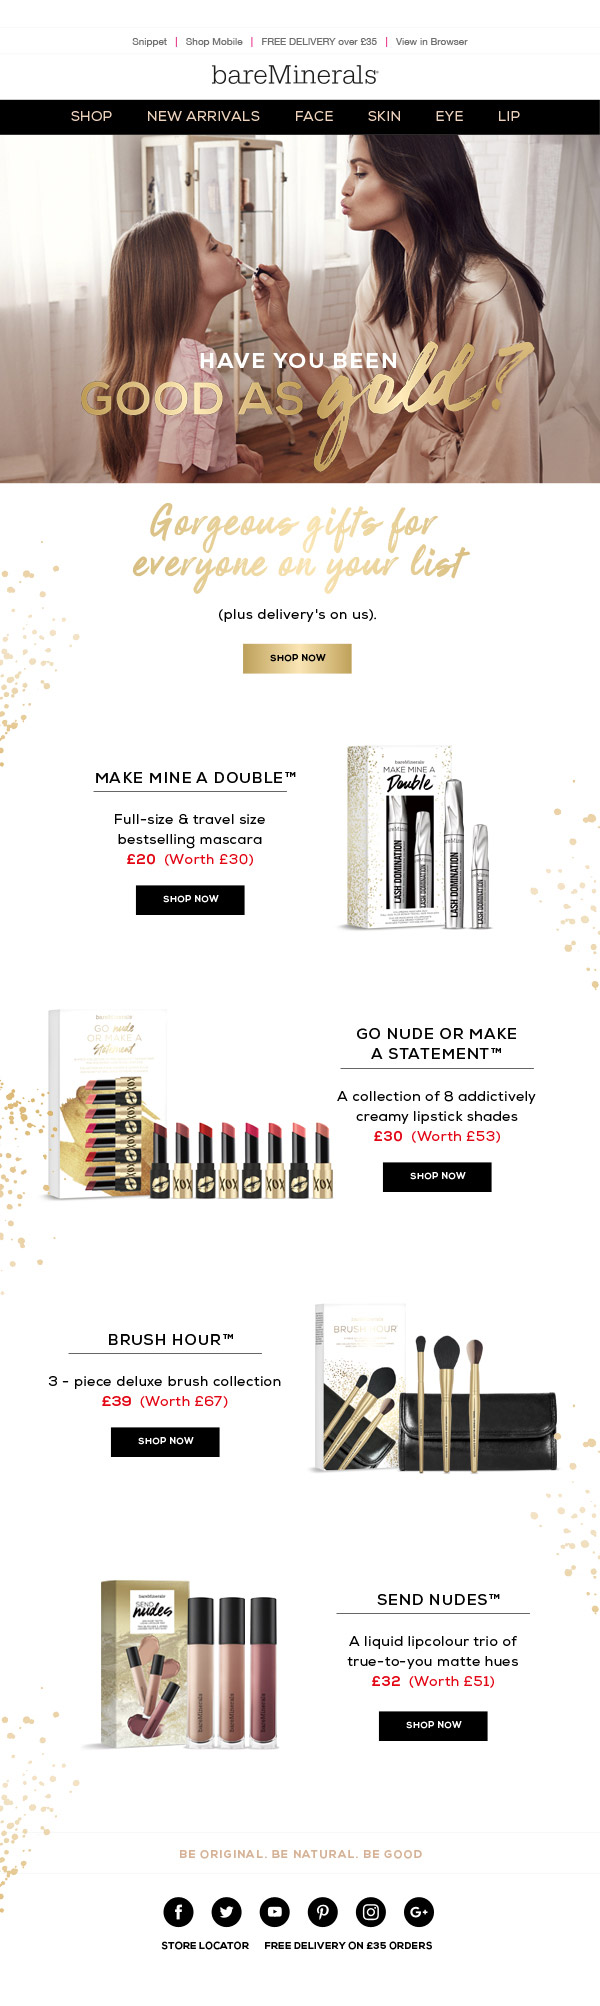 Snippet | Shop Mobile | FREE DELIVERY over £35 | View in Browser
bareMinerals®
SHOP NEW ARRIVALS FACE SKIN EYE LIP
HAVE YOU BEEN
GOOD AS gold?
Gorgeous gifts for
everyone on your list
(plus delivery's on us).
SHOP NOW
MAKE MINE A DOUBLE™
Full-size & travel size
bestselling mascara
£20 (Worth £30)
SHOP NOW
bareMinerals
MAKE MINE A
Double
LASH DOMINATION
LASH DOMINATION
LASH DOMINATION
LASH DOMINATION
bareMinerals
GO nude
OR MAKE A
Statement
XOX
XOX
XOX
XOX
GO NUDE OR MAKE
A STATEMENT™
A collection of 8 addictively
creamy lipstick shades
£30 (Worth £53)
SHOP NOW
BRUSH HOUR™
3 - piece deluxe brush collection
£39 (Worth £67)
SHOP NOW
bareMinerals
BRUSH HOUR
bareMinerals
SEND
nudes
bareMinerals
bareMinerals
bareMinerals
SEND NUDES™
A liquid lipcolour trio of
true-to-you matte hues
£32 (Worth £51)
SHOP NOW
BE ORIGINAL. BE NATURAL. BE GOOD
STORE LOCATOR FREE DELIVERY ON £35 ORDERS